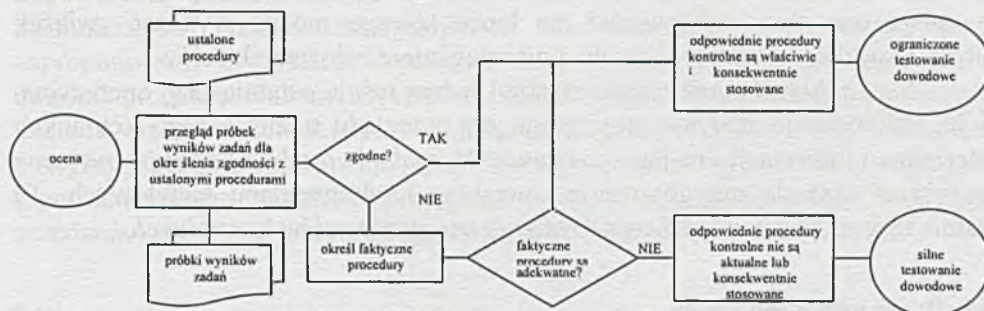 ustalone
procedury
ocena
przegląd próbek
wyników zadań dla
okre ślenia zgodności z
ustalonymi procedurami
próbki wyników
zadań
zgodne?
TAK
NIE
określ faktyczne
procedury
faktyczne
procedury są
adekwatne?
NIE
odpowiednie procedury
kontrolne są właściwie
konsekwentnie
stosowane
ograniczone
testowanie
dowodowe
odpowiednie procedury
kontrolne nie są
aktualne lub
konsekwentnie
stosowane
silne
testowanie
dowodowe